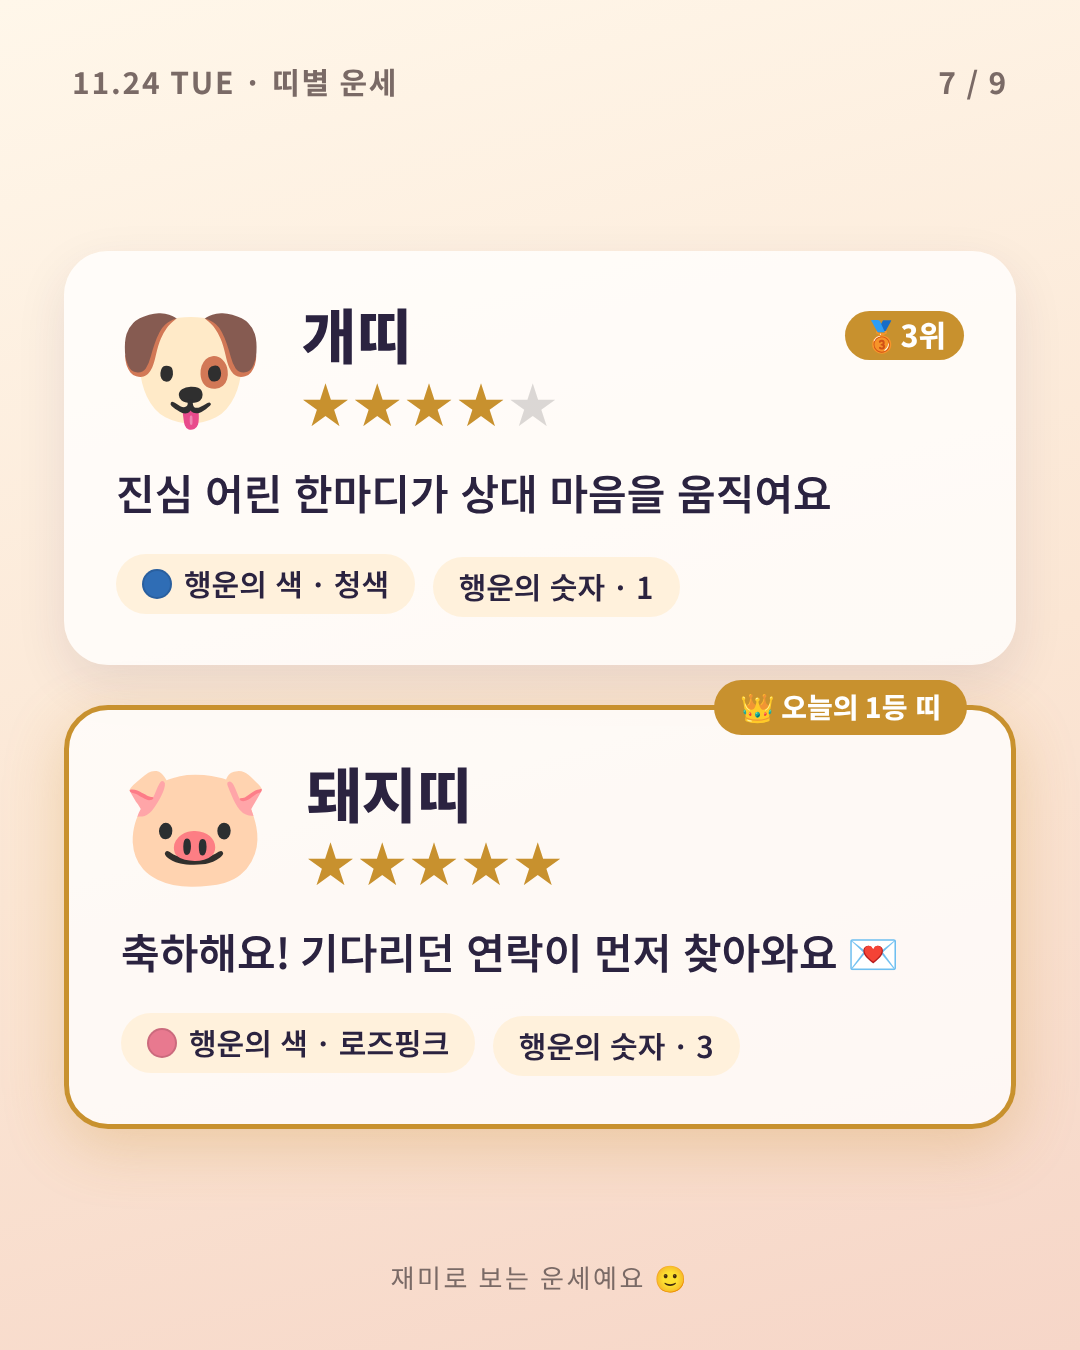 11.24 TUE · 띠별 운세
7 / 9
개띠
🥉 3위
★★★★★
진심 어린 한마디가 상대 마음을 움직여요
행운의 색 · 청색
행운의 숫자 · 1
👑 오늘의 1등 띠
돼지띠
★★★★★
축하해요! 기다리던 연락이 먼저 찾아와요 💌
행운의 색 · 로즈핑크
행운의 숫자 · 3
재미로 보는 운세예요 🙂